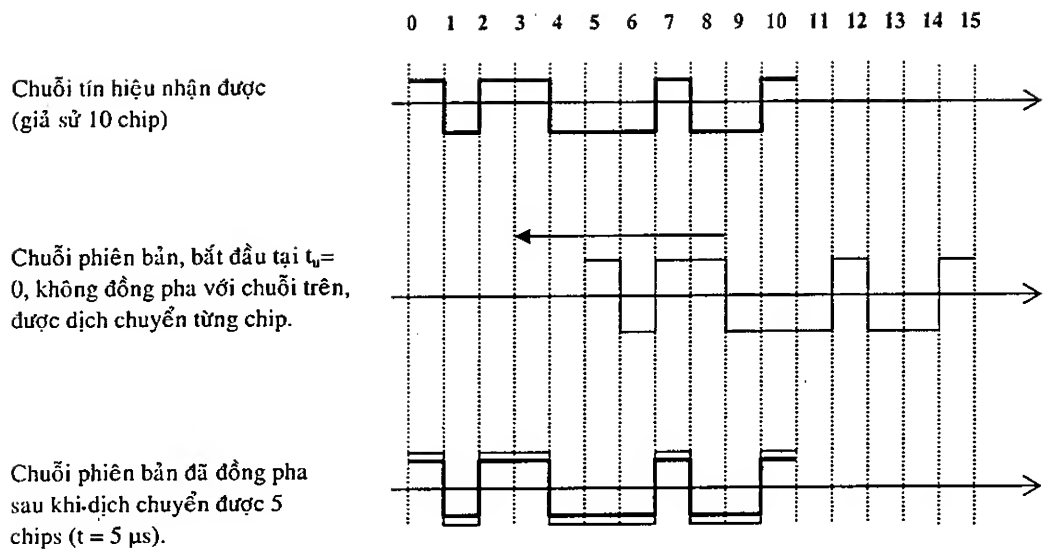 0 1 2 3 4 5 6 7 8 9 10 11 12 13 14 15
Chuỗi tín hiệu nhận được
(giả sử 10 chip)
Chuỗi phiên bản, bắt đầu tại tᵤ=
0, không đồng pha với chuỗi trên,
được dịch chuyển từng chip.
Chuỗi phiên bản đã đồng pha
sau khi dịch chuyển được 5
chips (t = 5 µs).